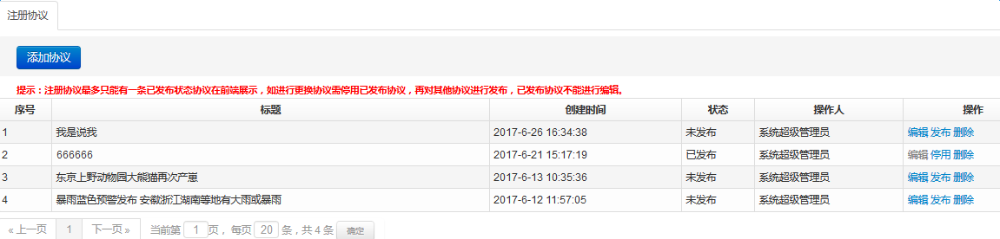 注册协议
添加协议
提示：注册协议最多只能有一条已发布状态协议在前端展示，如进行更换协议需停用已发布协议，再对其他协议进行发布，已发布协议不能进行编辑。
序号 标题 创建时间 状态 操作人 操作
1 我是说我 2017-6-26 16:34:38 未发布 系统超级管理员 编辑 发布 删除
2 666666 2017-6-21 15:17:19 已发布 系统超级管理员 编辑 停用 删除
3 东京上野动物园大熊猫再次产崽 2017-6-13 10:35:36 未发布 系统超级管理员 编辑 发布 删除
4 暴雨蓝色预警发布 安徽浙江湖南等地有大雨或暴雨 2017-6-12 11:57:05 未发布 系统超级管理员 编辑 发布 删除
« 上一页 1 下一页 » 当前第 1 页，每页 20 条，共 4 条 确定